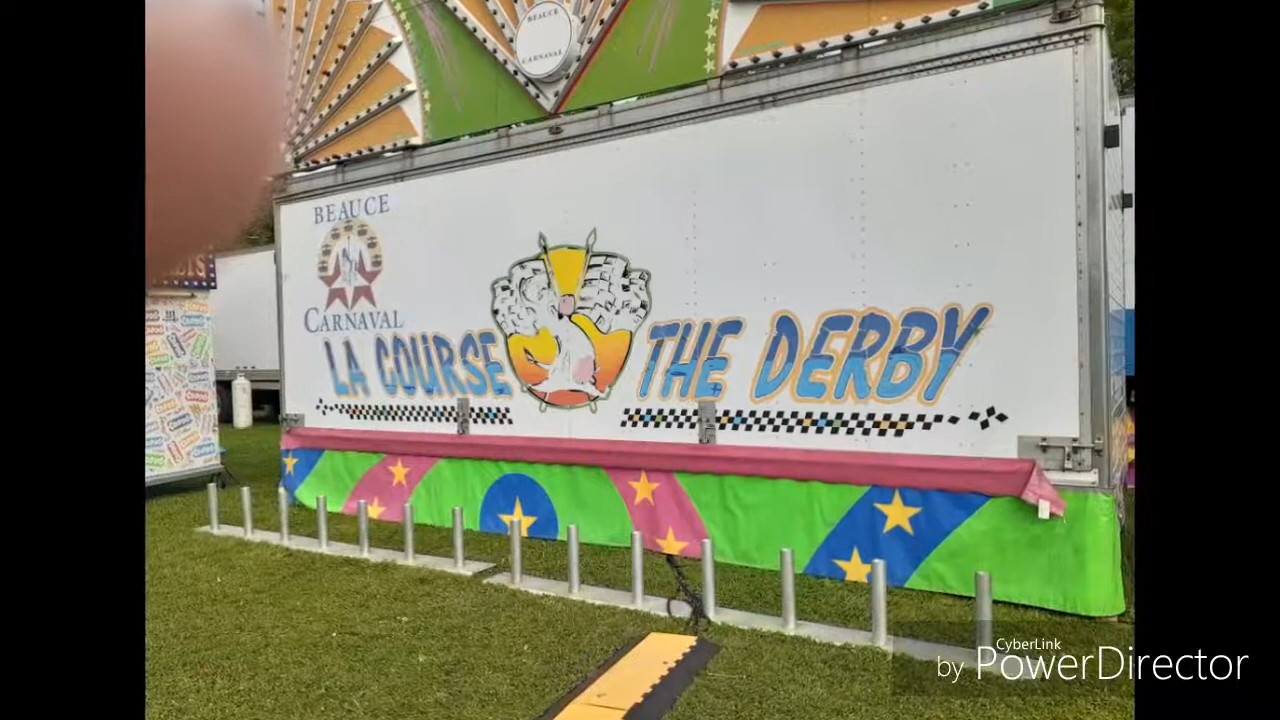 BEAUCE
CARNAVAL
BEAUCE
CARNAVAL
LA COURSE THE DERBY
CyberLink
by PowerDirector